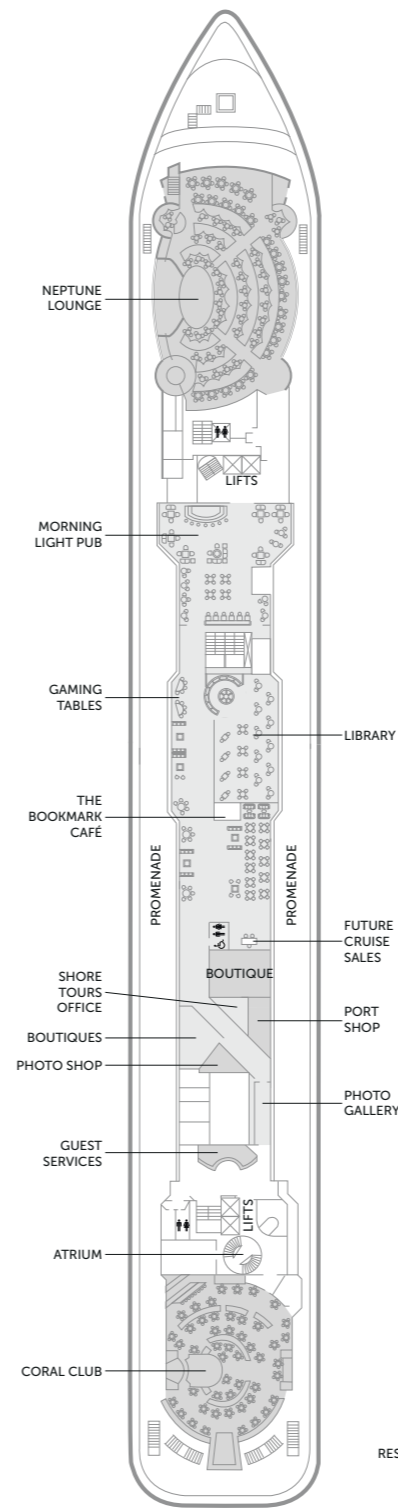 NEPTUNE
LOUNGE
LIFTS
MORNING
LIGHT PUB
GAMING
TABLES
LIBRARY
THE
BOOKMARK
CAFÉ
PROMENADE
PROMENADE
FUTURE
CRUISE
SALES
BOUTIQUE
SHORE
TOURS
OFFICE
PORT
SHOP
BOUTIQUES
PHOTO SHOP
PHOTO
GALLERY
GUEST
SERVICES
LIFTS
ATRIUM
CORAL CLUB
RES